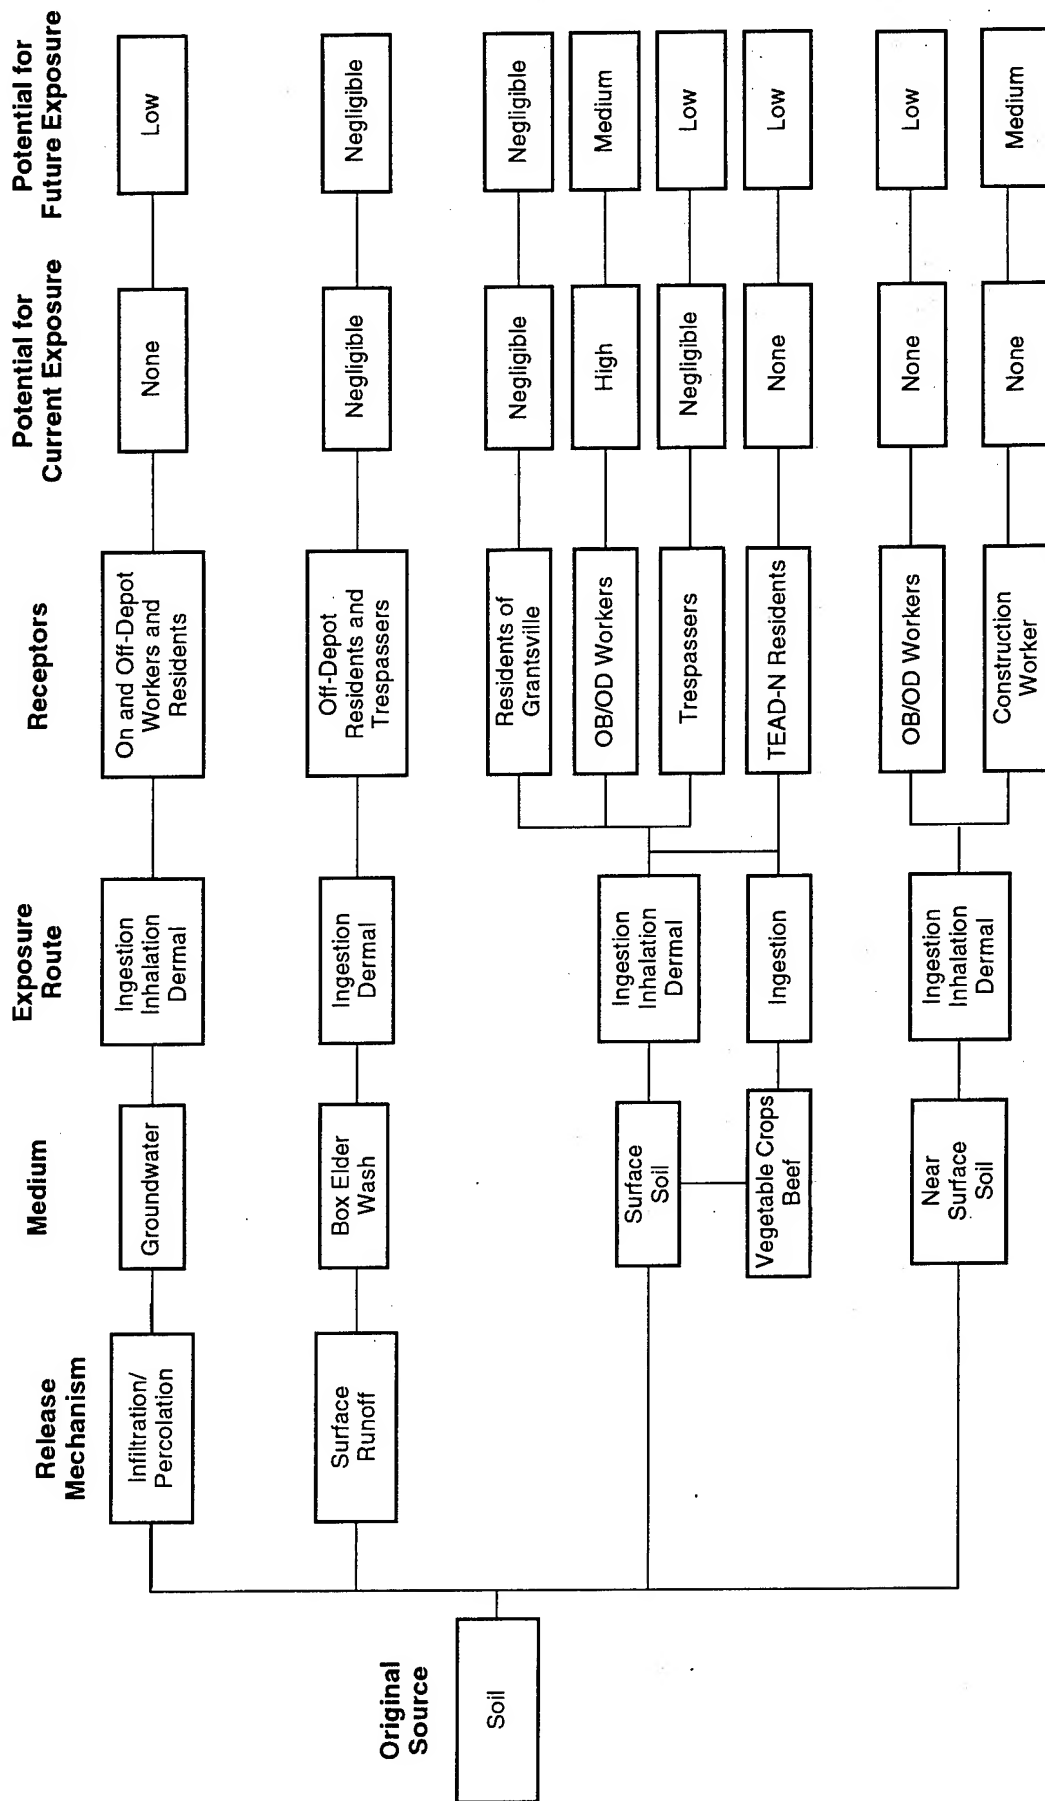 Original
Source
Release
Mechanism
Medium
Exposure
Route
Receptors
Potential for
Current Exposure
Potential for
Future Exposure
Soil
Infiltration/
Percolation
Groundwater
Ingestion
Inhalation
Dermal
On and Off-Depot
Workers and
Residents
None
Low
Surface
Runoff
Box Elder
Wash
Ingestion
Dermal
Off-Depot
Residents and
Trespassers
Negligible
Negligible
Surface
Soil
Ingestion
Inhalation
Dermal
Residents of
Grantsville
Negligible
Negligible
OB/OD Workers
High
Medium
Trespassers
Negligible
Low
Vegetable Crops
Beef
Ingestion
TEAD-N Residents
None
Low
Near
Surface
Soil
Ingestion
Inhalation
Dermal
OB/OD Workers
None
Low
Construction
Worker
None
Medium